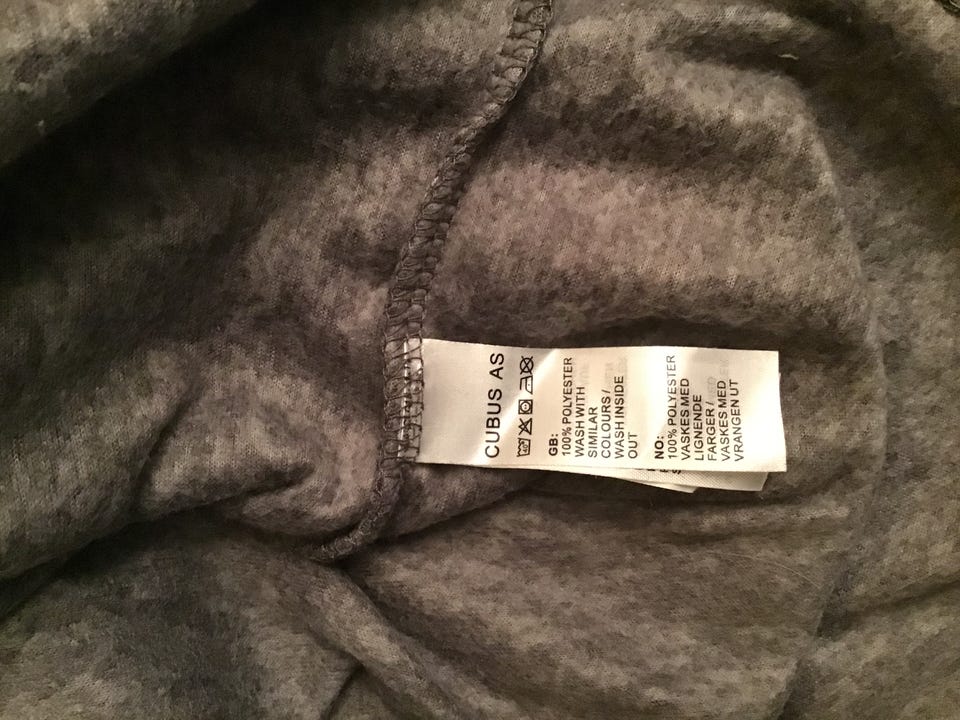 CUBUS AS
GB:
100% POLYESTER
WASH WITH
SIMILAR
COLOURS/
WASH INSIDE
OUT
NO:
100% POLYESTER
VASKES MED
LIGNENDE
FARGER/
VASKES MED
VRANGEN UT